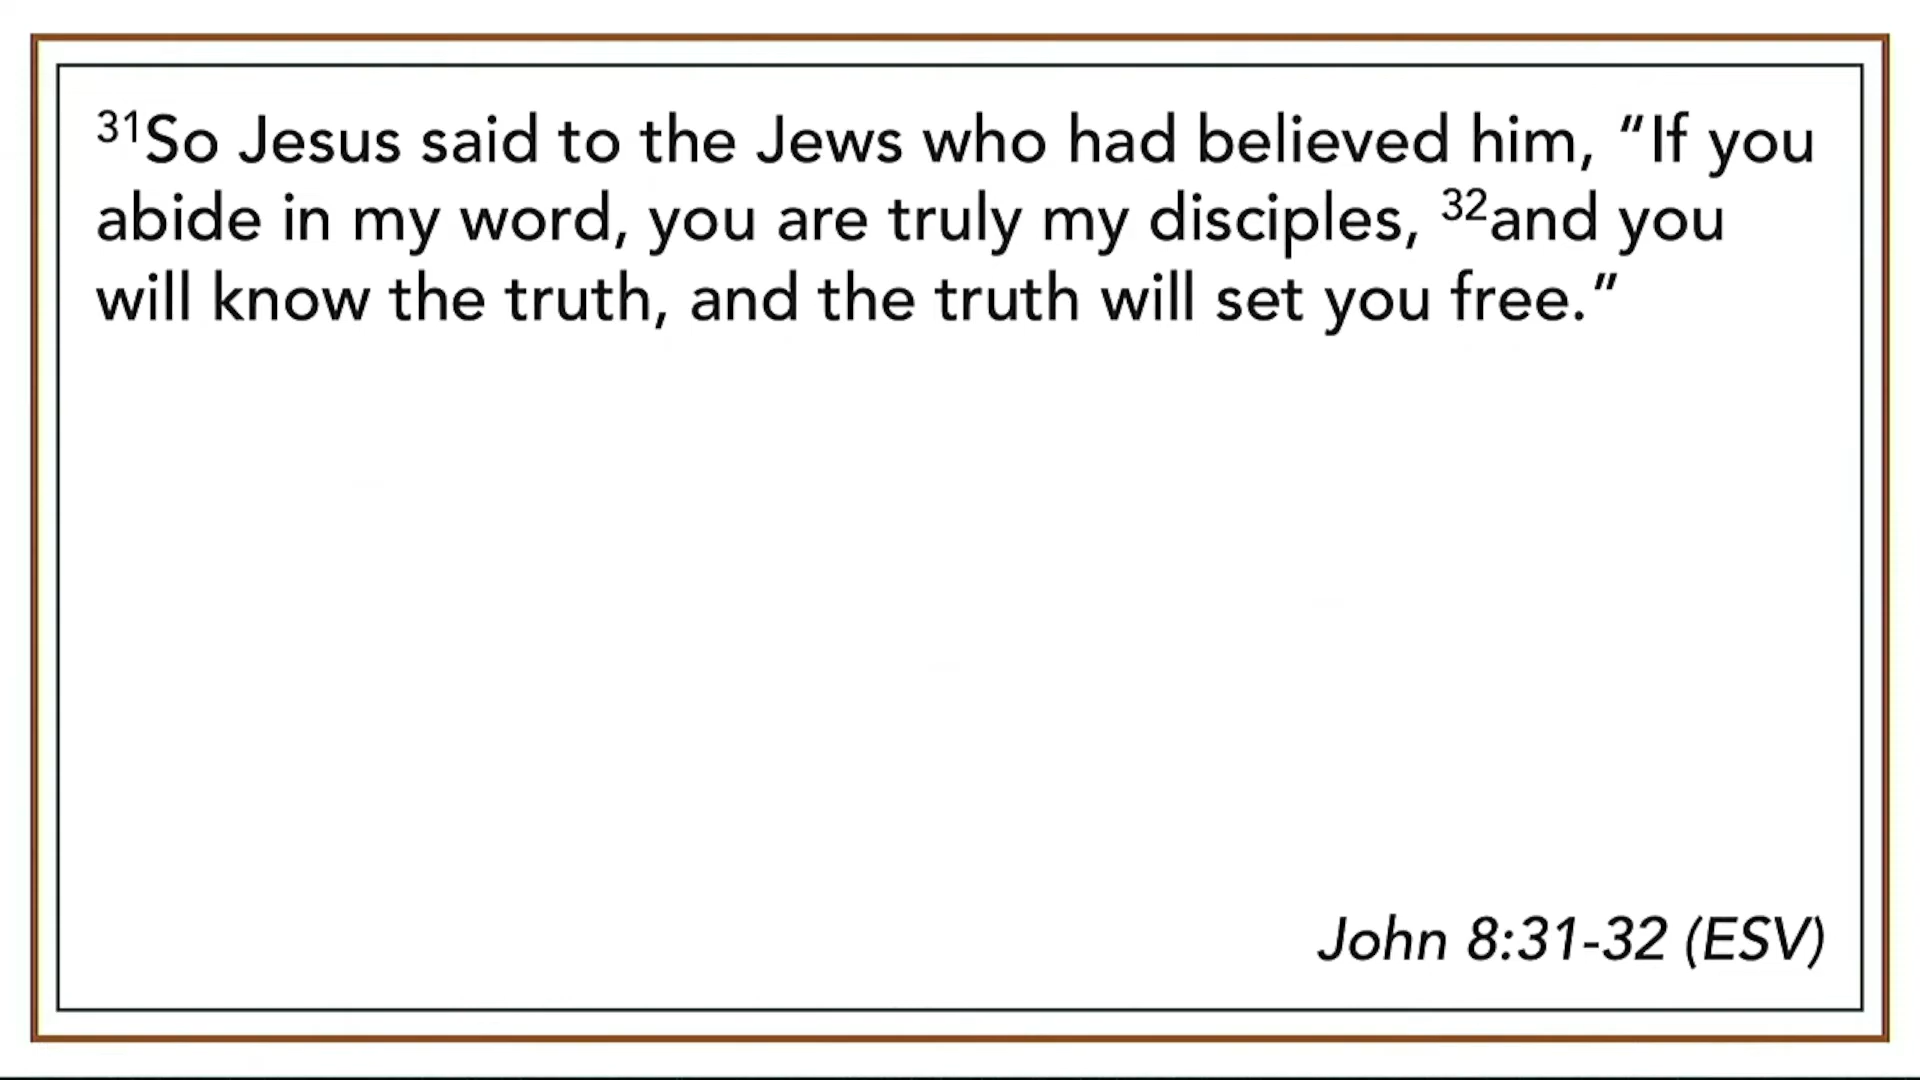 ³¹So Jesus said to the Jews who had believed him, “If you
abide in my word, you are truly my disciples, ³²and you
will know the truth, and the truth will set you free.”
John 8:31-32 (ESV)